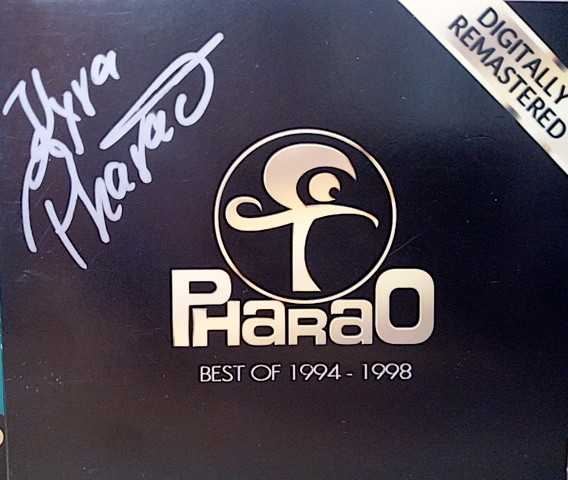 Kyra
Pharao
DIGITALLY
REMASTERED
PHaRaO
BEST OF 1994 - 1998